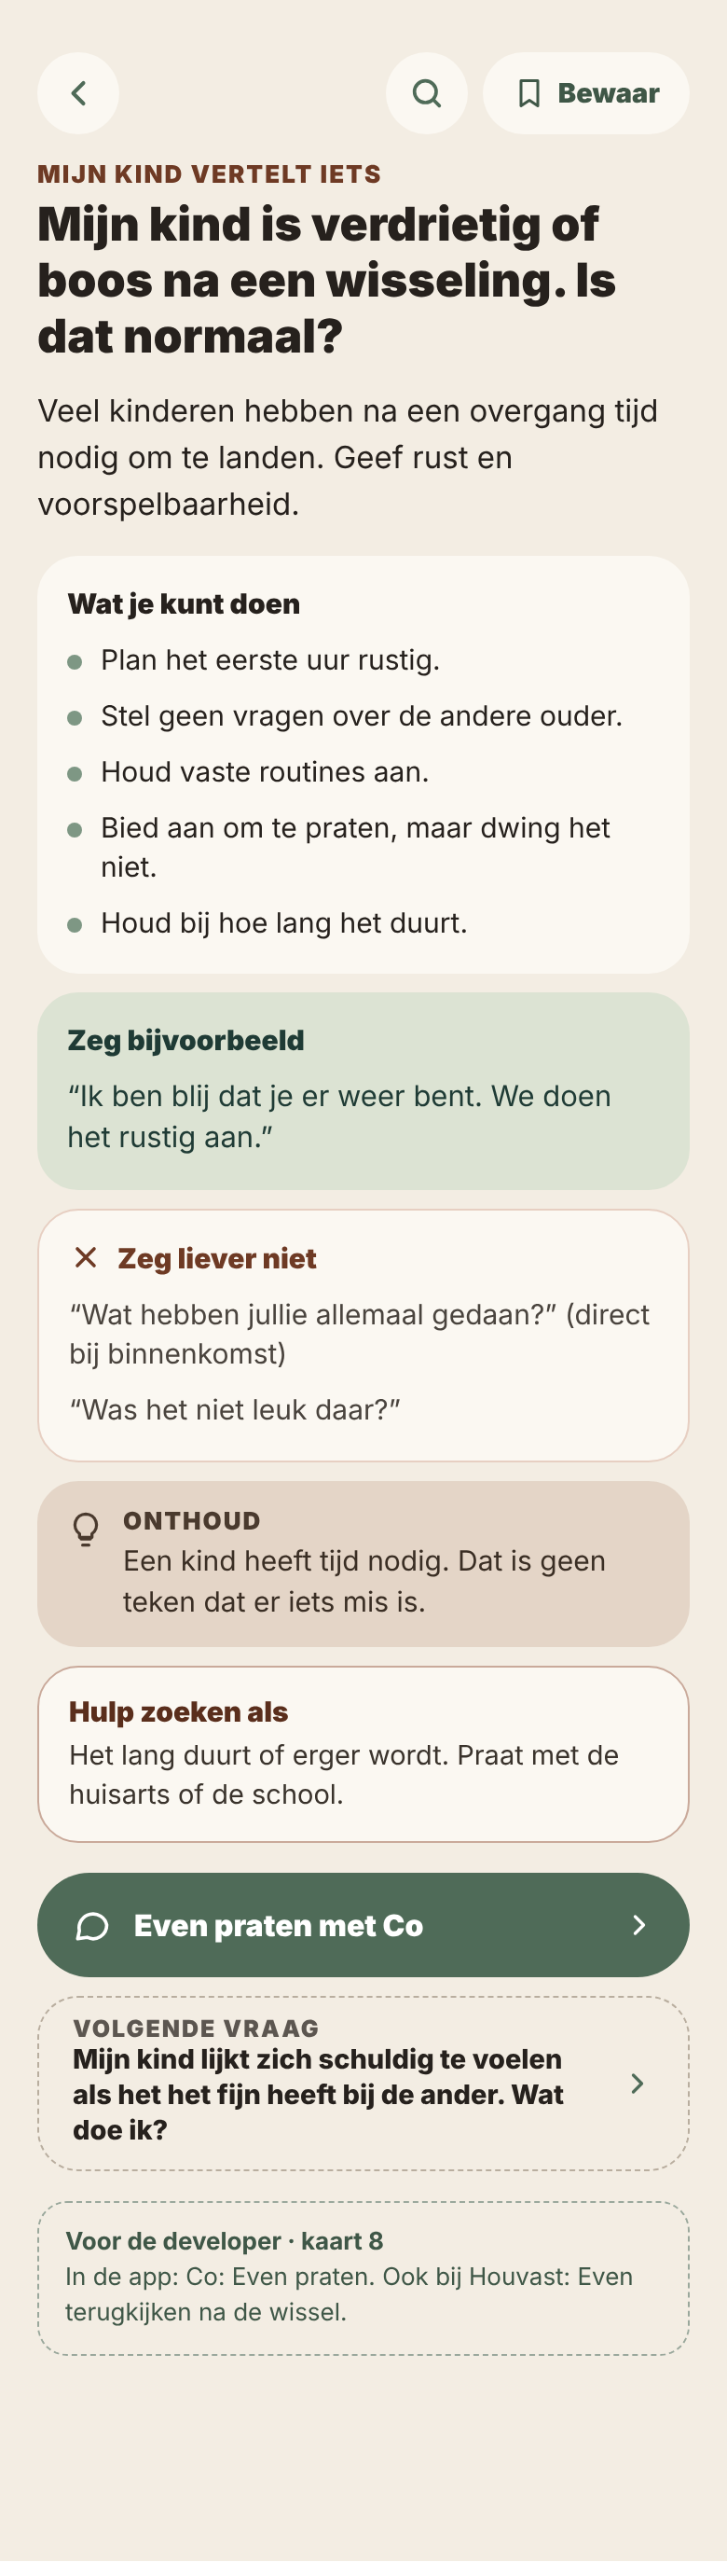 Bewaar
MIJN KIND VERTELT IETS
Mijn kind is verdrietig of
boos na een wisseling. Is
dat normaal?
Veel kinderen hebben na een overgang tijd
nodig om te landen. Geef rust en
voorspelbaarheid.
Wat je kunt doen
Plan het eerste uur rustig.
Stel geen vragen over de andere ouder.
Houd vaste routines aan.
Bied aan om te praten, maar dwing het
niet.
Houd bij hoe lang het duurt.
Zeg bijvoorbeeld
“Ik ben blij dat je er weer bent. We doen
het rustig aan.”
Zeg liever niet
“Wat hebben jullie allemaal gedaan?” (direct
bij binnenkomst)
“Was het niet leuk daar?”
ONTHOUD
Een kind heeft tijd nodig. Dat is geen
teken dat er iets mis is.
Hulp zoeken als
Het lang duurt of erger wordt. Praat met de
huisarts of de school.
Even praten met Co
VOLGENDE VRAAG
Mijn kind lijkt zich schuldig te voelen
als het het fijn heeft bij de ander. Wat
doe ik?
Voor de developer · kaart 8
In de app: Co: Even praten. Ook bij Houvast: Even
terugkijken na de wissel.